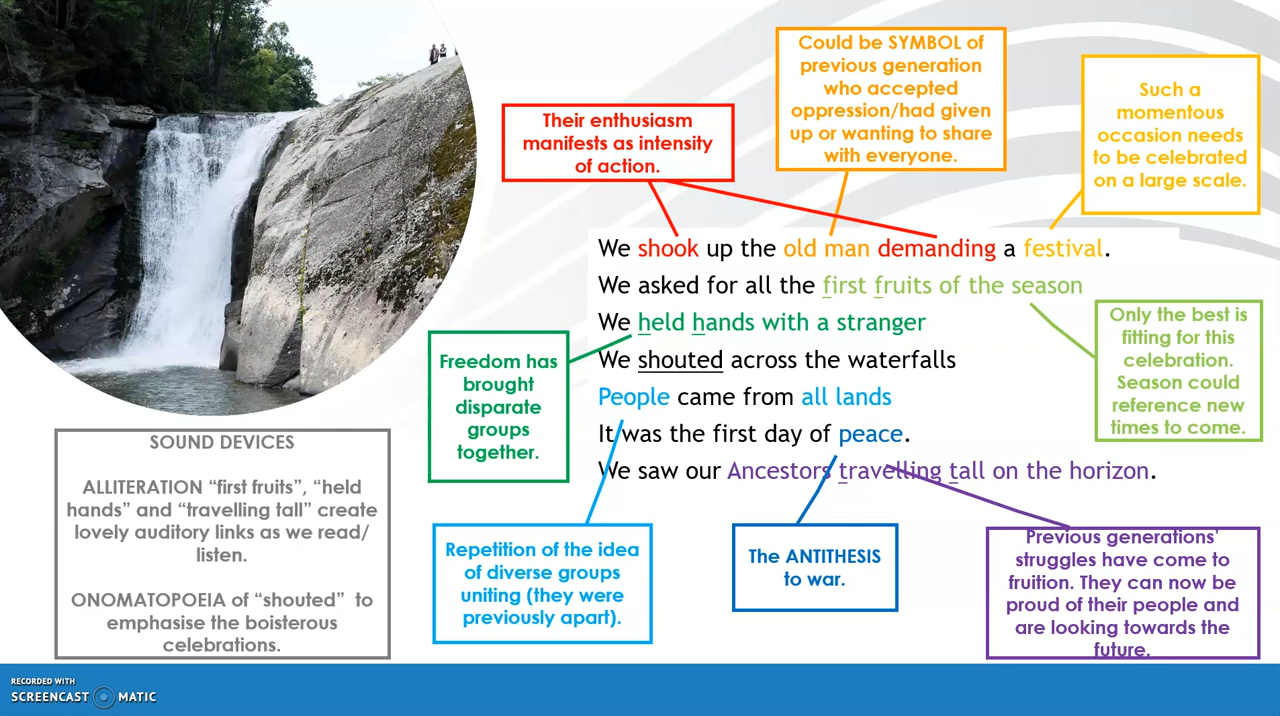 Could be SYMBOL of
previous generation
who accepted
oppression/had given
up or wanting to share
with everyone.
Such a
momentous
occasion needs
to be celebrated
on a large scale.
Their enthusiasm
manifests as intensity
of action.
We shook up the old man demanding a festival.
We asked for all the first fruits of the season
We held hands with a stranger
We shouted across the waterfalls
People came from all lands
It was the first day of peace.
We saw our Ancestors travelling tall on the horizon.
Only the best is
fitting for this
celebration.
Season could
reference new
times to come.
Freedom has
brought
disparate
groups
together.
SOUND DEVICES
ALLITERATION “first fruits”, “held
hands” and “travelling tall” create
lovely auditory links as we read/
listen.
ONOMATOPOEIA of “shouted” to
emphasise the boisterous
celebrations.
Repetition of the idea
of diverse groups
uniting (they were
previously apart).
The ANTITHESIS
to war.
Previous generations’
struggles have come to
fruition. They can now be
proud of their people and
are looking towards the
future.
RECORDED WITH
SCREENCAST MATIC